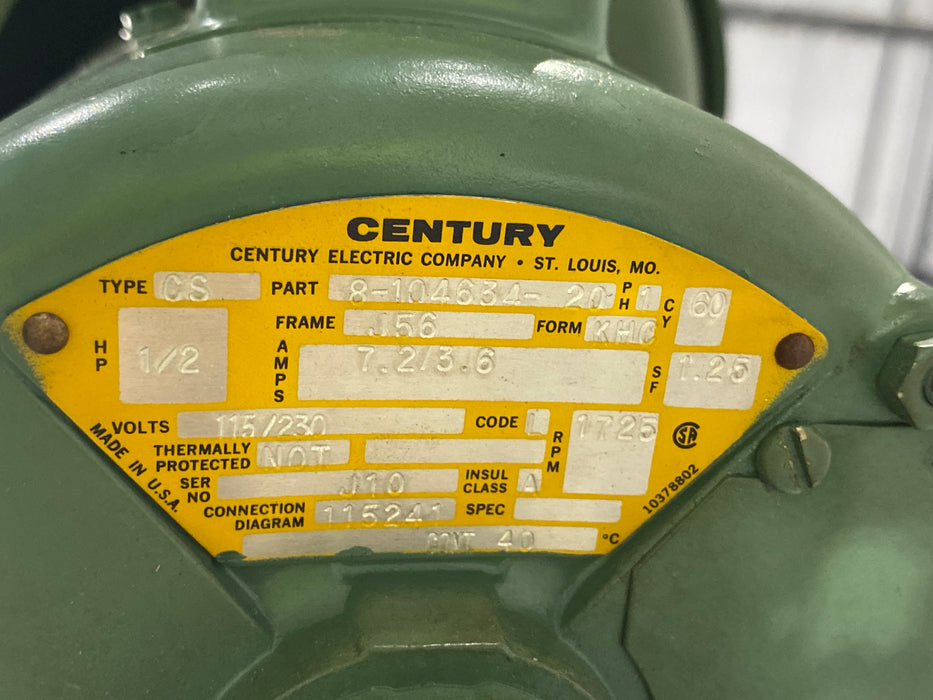 CENTURY
CENTURY ELECTRIC COMPANY • ST. LOUIS, MO.
TYPE CS PART 8-104634- 20 PH 1 CY 60
FRAME J56 FORM KHC
HP 1/2 AMPS 7.2/3.6 SF 1.25
VOLTS 115/230 CODE L RPM 1725
THERMALLY PROTECTED NOT
SER NO J10 INSUL CLASS A
CONNECTION DIAGRAM 115241 SPEC
CONT 40 °C
MADE IN U.S.A.
SA
10378802